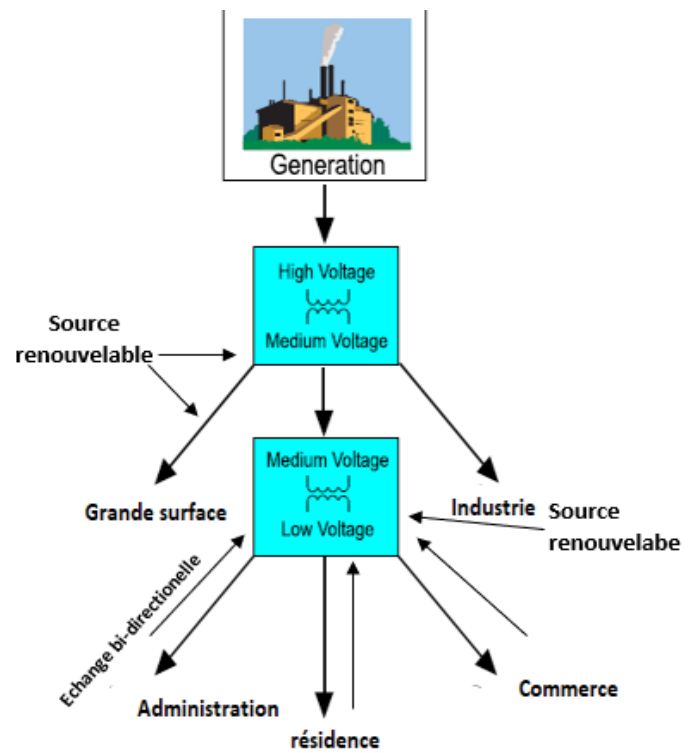 Generation
High Voltage
Medium Voltage
Source
renouvelable
Grande surface
Industrie
Medium Voltage
Low Voltage
Source
renouvelabe
Echange bi-directionelle
Administration
résidence
Commerce